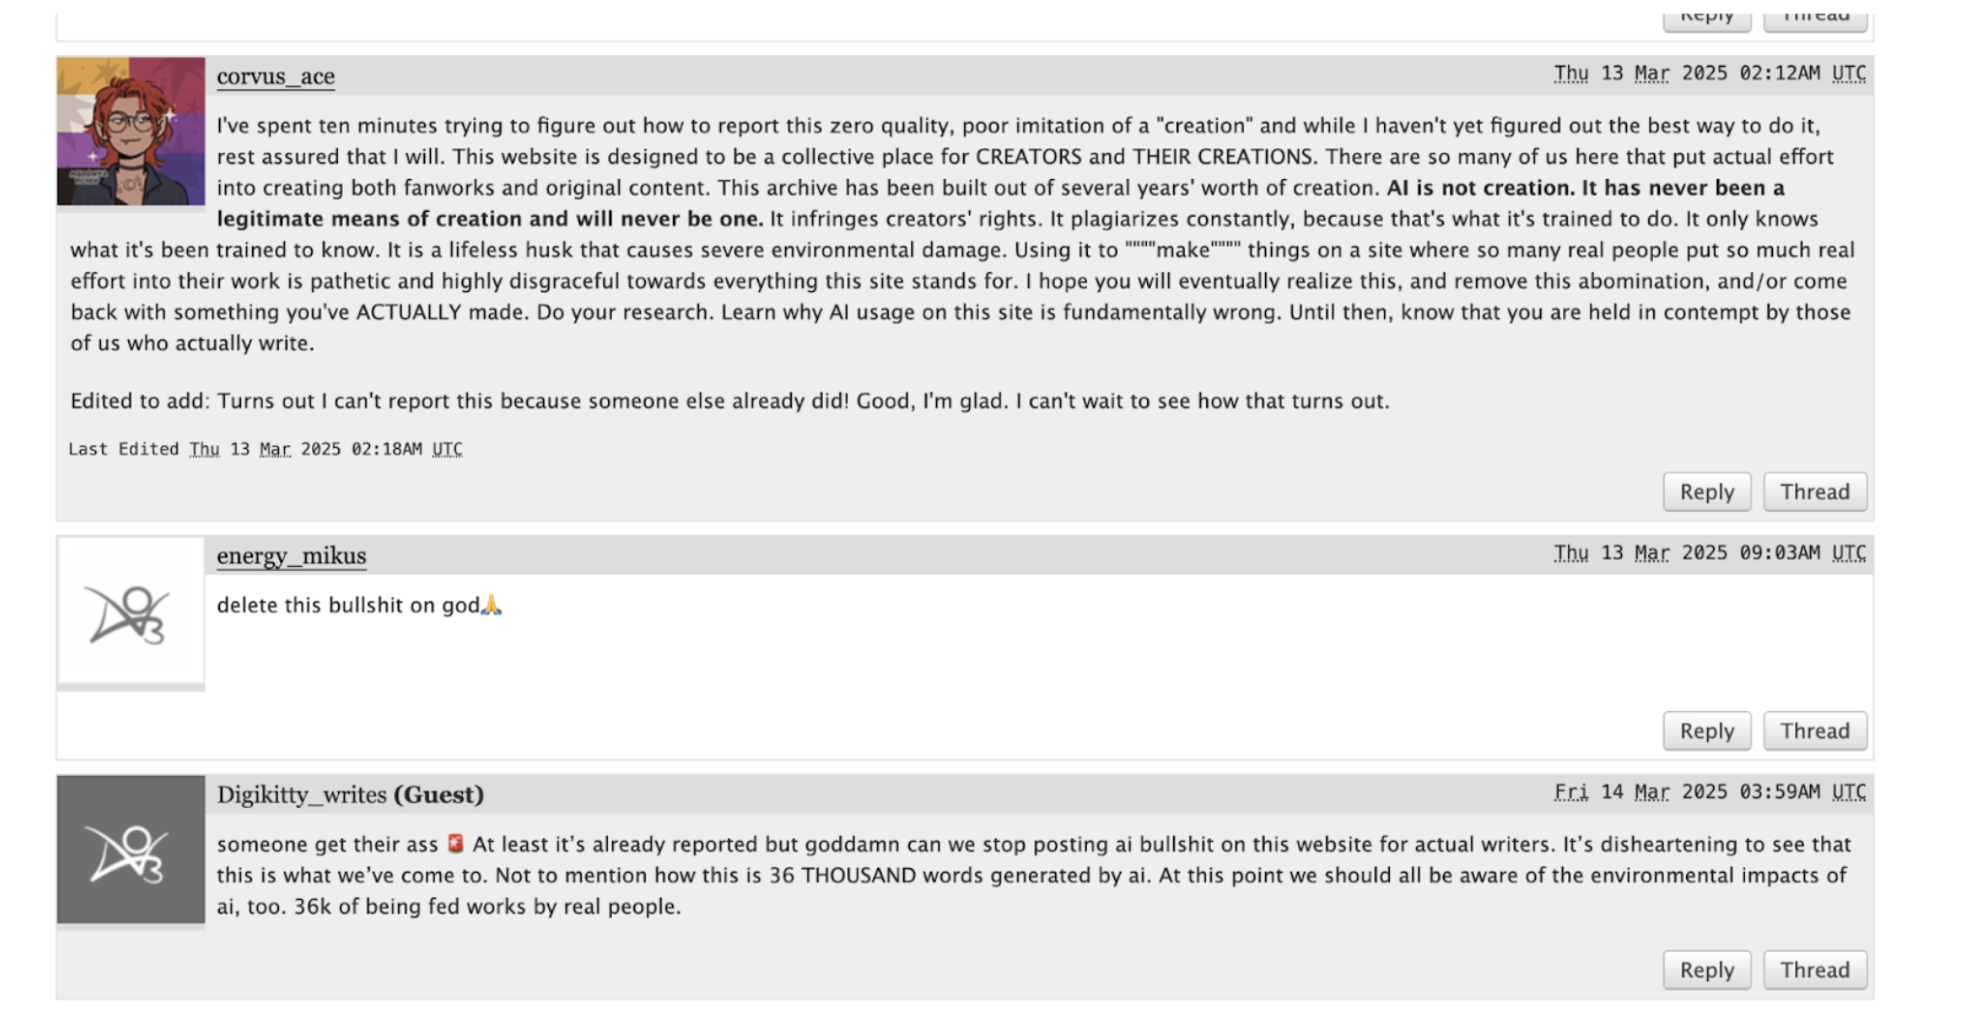 Reply Thread
corvus_ace Thu 13 Mar 2025 02:12AM UTC
I've spent ten minutes trying to figure out how to report this zero quality, poor imitation of a "creation" and while I haven't yet figured out the best way to do it,
rest assured that I will. This website is designed to be a collective place for CREATORS and THEIR CREATIONS. There are so many of us here that put actual effort
into creating both fanworks and original content. This archive has been built out of several years' worth of creation. AI is not creation. It has never been a
legitimate means of creation and will never be one. It infringes creators' rights. It plagiarizes constantly, because that's what it's trained to do. It only knows
what it's been trained to know. It is a lifeless husk that causes severe environmental damage. Using it to """"make"""" things on a site where so many real people put so much real
effort into their work is pathetic and highly disgraceful towards everything this site stands for. I hope you will eventually realize this, and remove this abomination, and/or come
back with something you've ACTUALLY made. Do your research. Learn why AI usage on this site is fundamentally wrong. Until then, know that you are held in contempt by those
of us who actually write.
Edited to add: Turns out I can't report this because someone else already did! Good, I'm glad. I can't wait to see how that turns out.
Last Edited Thu 13 Mar 2025 02:18AM UTC
Reply Thread
energy_mikus Thu 13 Mar 2025 09:03AM UTC
delete this bullshit on god🙏
Reply Thread
Digikitty_writes (Guest) Fri 14 Mar 2025 03:59AM UTC
someone get their ass 🚨 At least it's already reported but goddamn can we stop posting ai bullshit on this website for actual writers. It's disheartening to see that
this is what we've come to. Not to mention how this is 36 THOUSAND words generated by ai. At this point we should all be aware of the environmental impacts of
ai, too. 36k of being fed works by real people.
Reply Thread